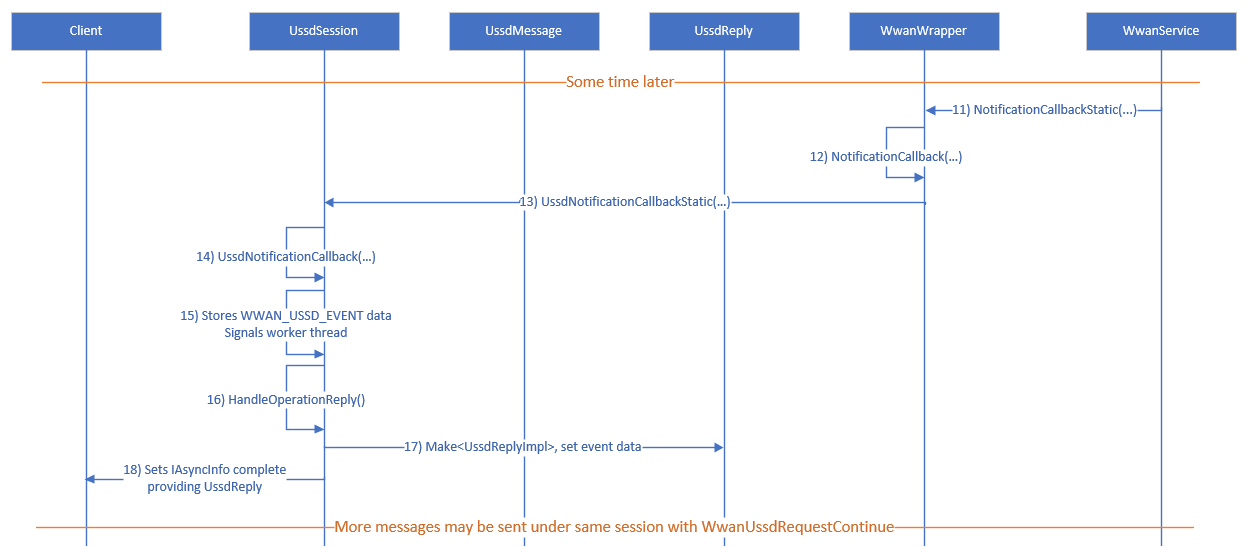 Client
UssdSession
UssdMessage
UssdReply
WwanWrapper
WwanService
Some time later
11) NotificationCallbackStatic(...)
12) NotificationCallback(...)
13) UssdNotificationCallbackStatic(...)
14) UssdNotificationCallback(...)
15) Stores WWAN_USSD_EVENT data
Signals worker thread
16) HandleOperationReply()
17) Make<UssdReplyImpl>, set event data
18) Sets IAsyncInfo complete
providing UssdReply
More messages may be sent under same session with WwanUssdRequestContinue